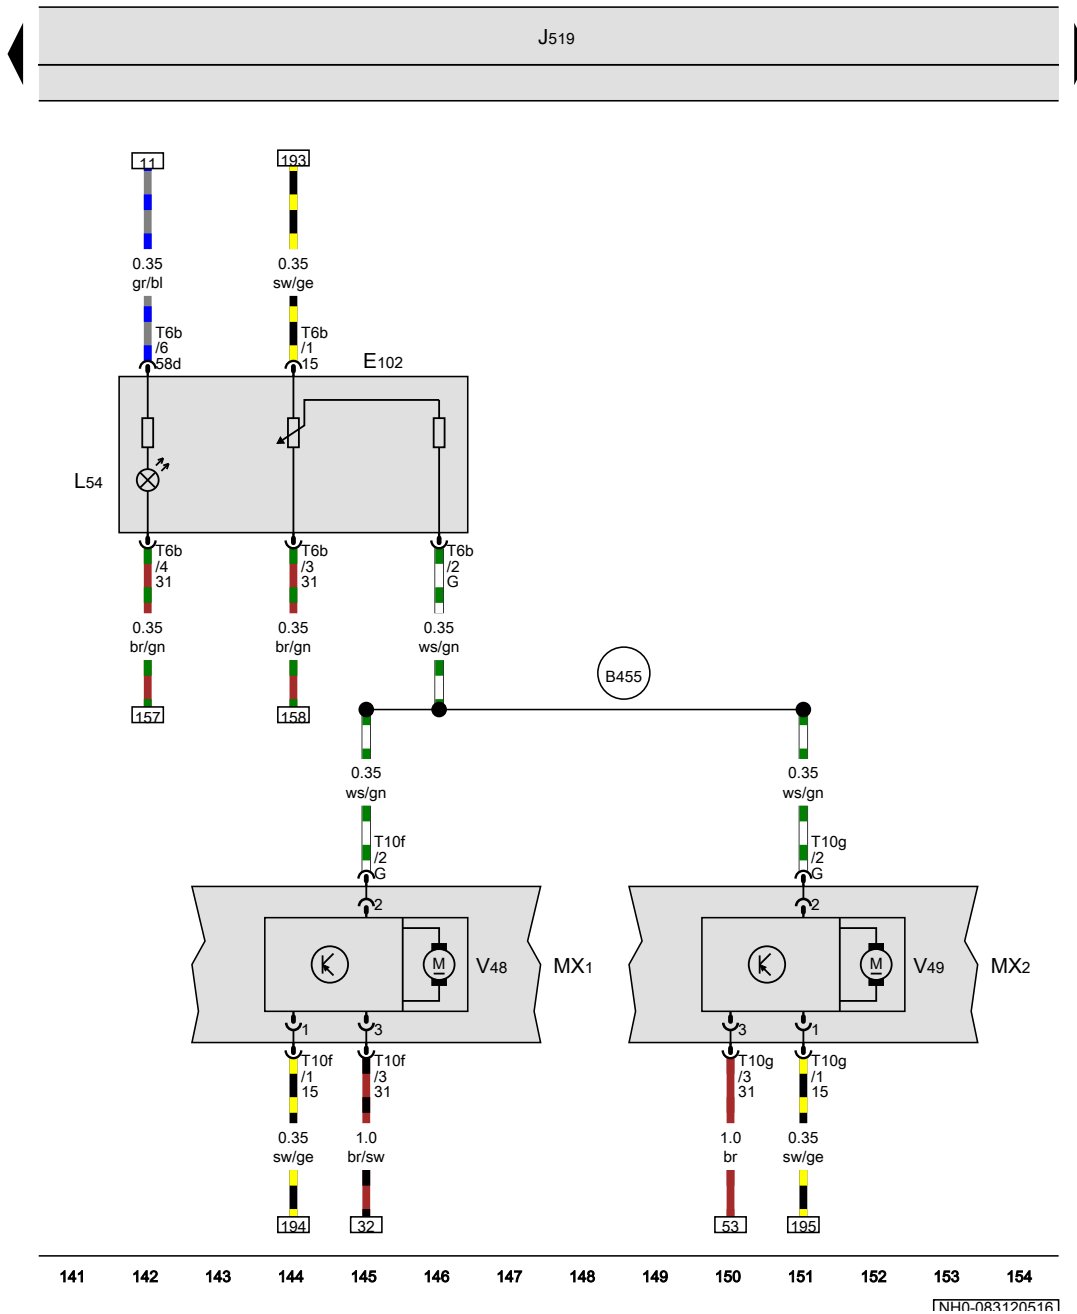 J519
11
193
0.35
gr/bl
0.35
sw/ge
T6b
/6
58d
T6b
/1
15
E102
L54
T6b
/4
31
T6b
/3
31
T6b
/2
G
0.35
br/gn
0.35
br/gn
0.35
ws/gn
B455
157
158
0.35
ws/gn
0.35
ws/gn
T10f
/2
G
T10g
/2
G
2
2
M
V48
MX1
M
V49
MX2
1
3
3
1
T10f
/1
15
T10f
/3
31
T10g
/3
31
T10g
/1
15
0.35
sw/ge
1.0
br/sw
1.0
br
0.35
sw/ge
194
32
53
195
141 142 143 144 145 146 147 148 149 150 151 152 153 154
NH0-083120516